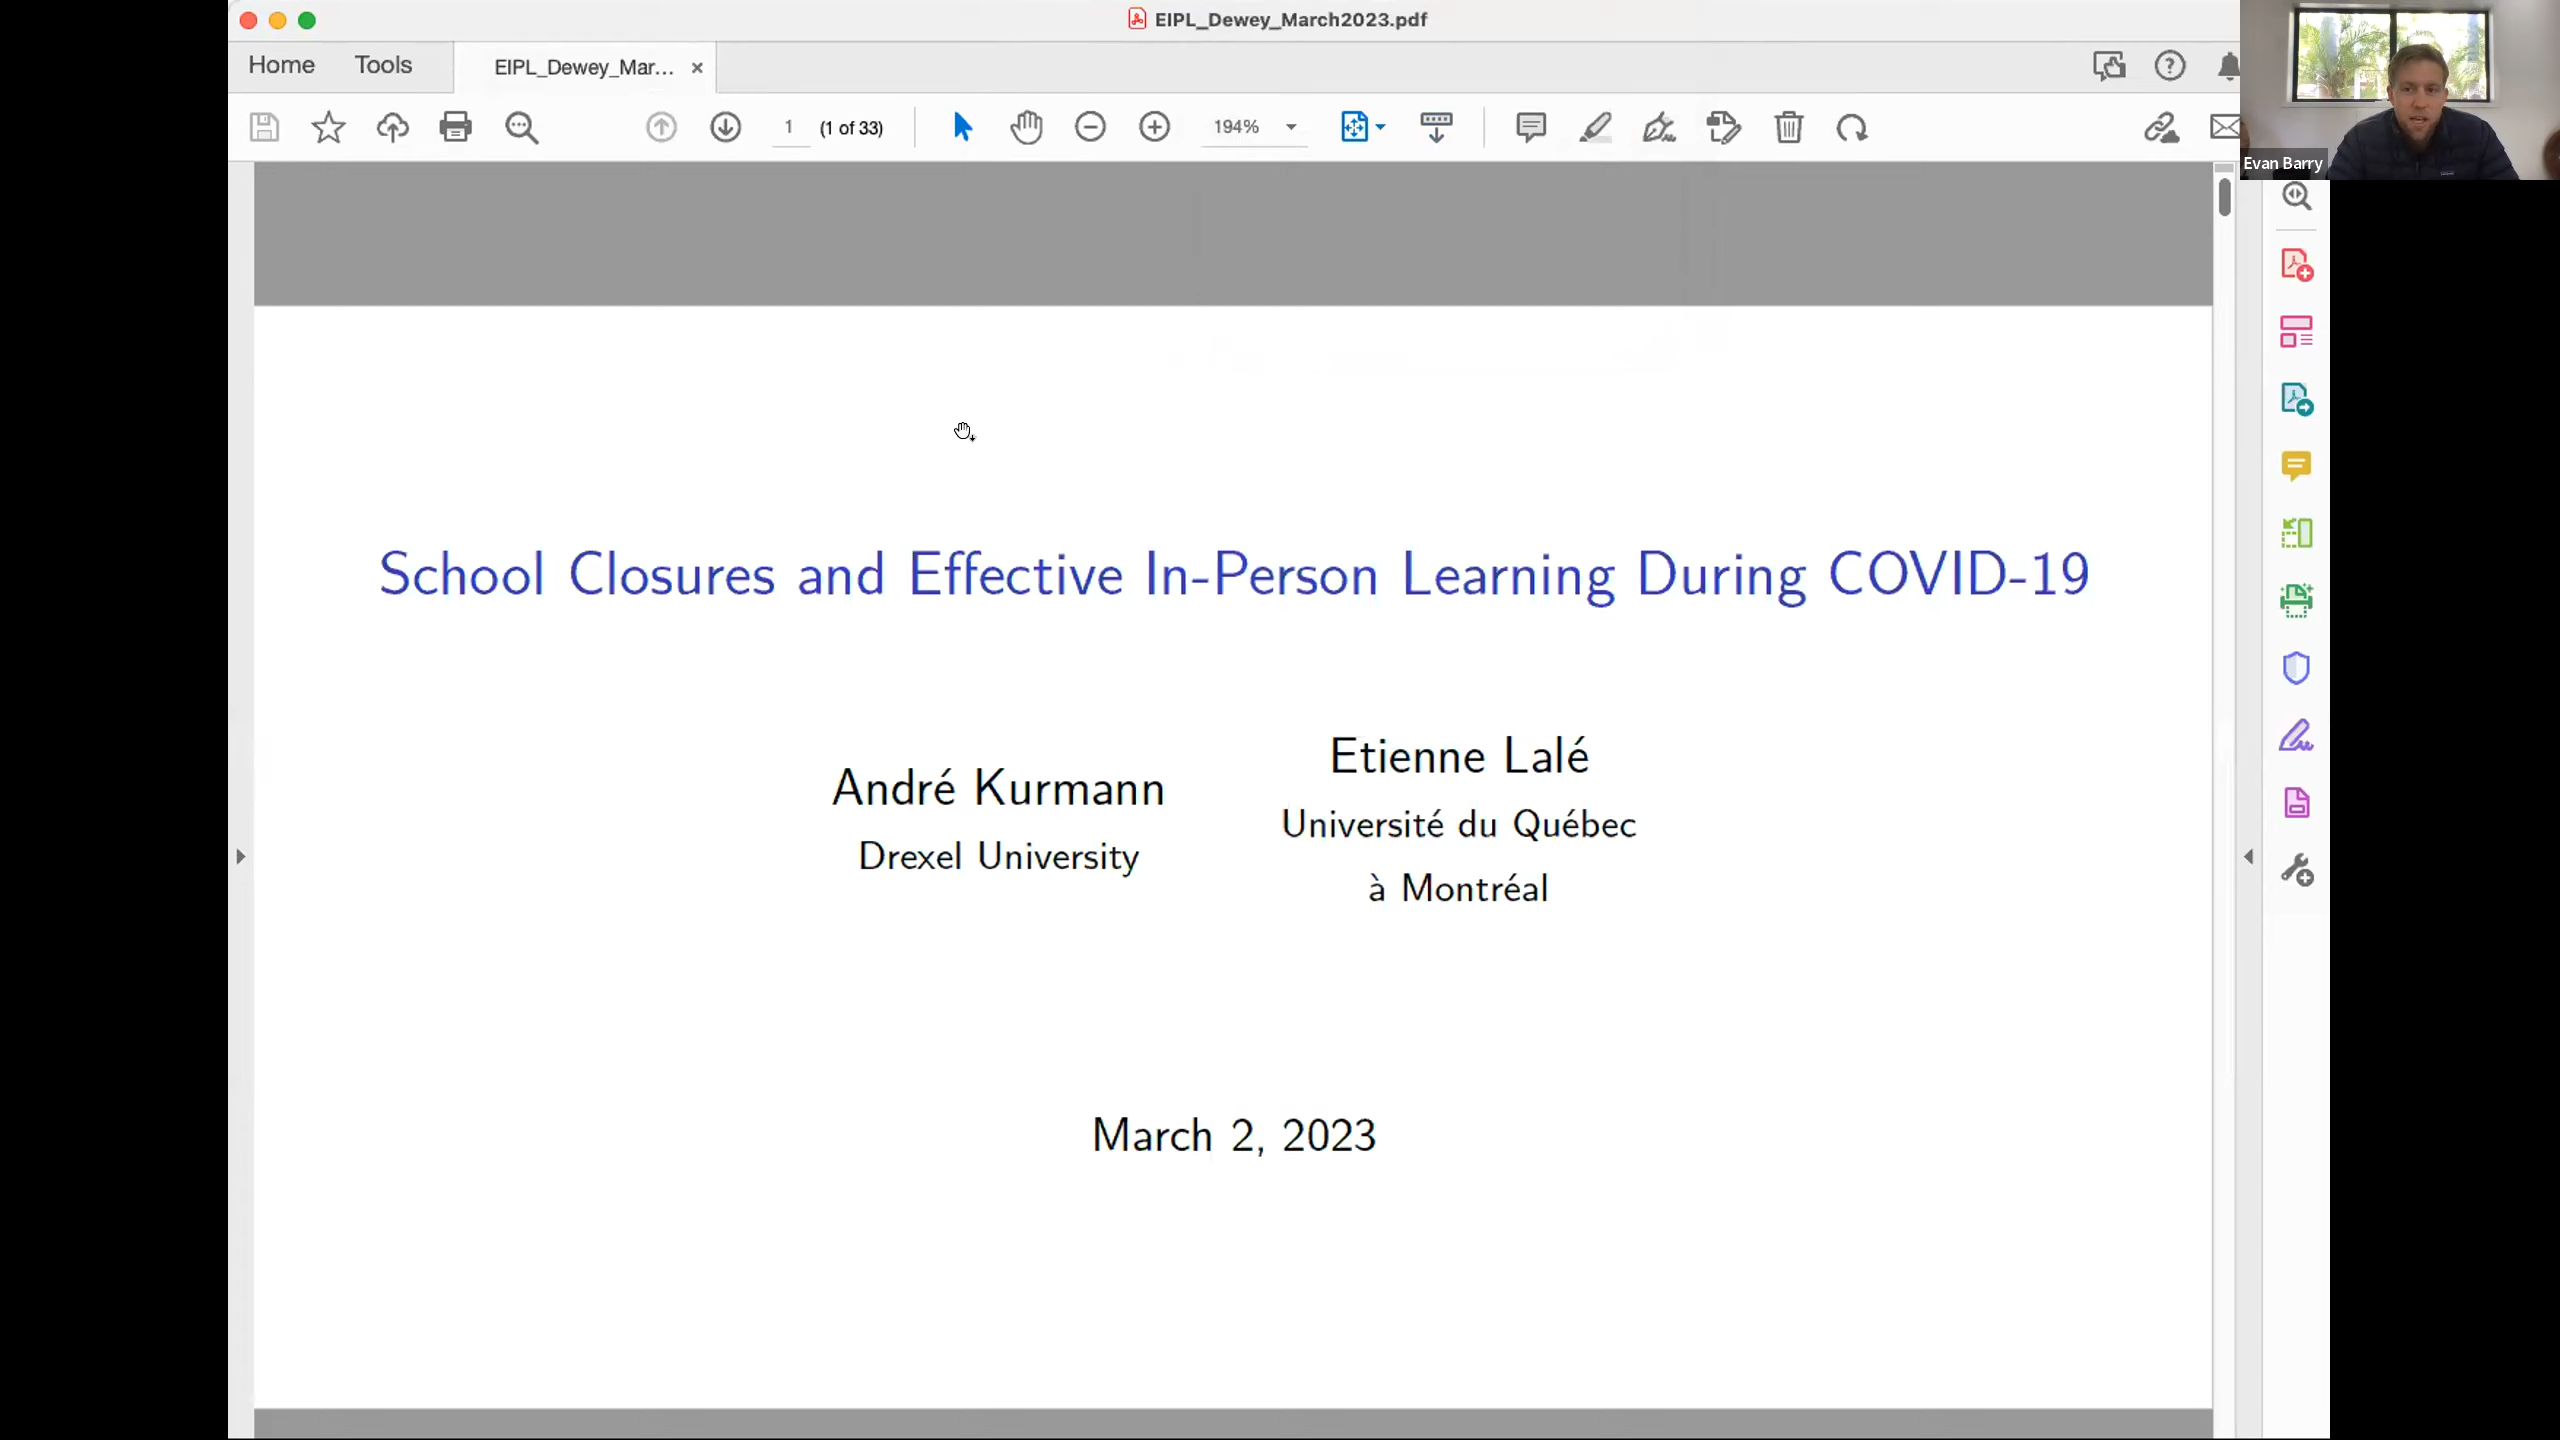 EIPL_Dewey_March2023.pdf
Home
Tools
EIPL_Dewey_Mar...
1
(1 of 33)
194%
Evan Barry
School Closures and Effective In-Person Learning During COVID-19
André Kurmann
Drexel University
Etienne Lalé
Université du Québec
à Montréal
March 2, 2023